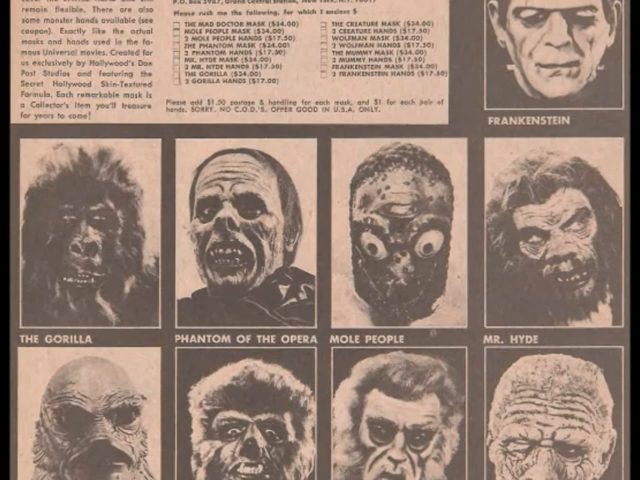 remain flexible. There are also
some monster hands available (see
coupon). Exactly like the actual
masks and hands used in the fa-
mous Universal movies. Created for
us exclusively by Hollywood's Don
Post Studios and featuring the
Secret Hollywood Skin-Textured
Formula. Each remarkable mask is
a Collector's Item you'll treasure
for years to come!
Please rush me the following, for which I enclose $
THE MAD DOCTOR MASK ($34.00)
MOLE PEOPLE MASK ($34.00)
2 MOLE PEOPLE HANDS ($17.50)
THE PHANTOM MASK ($34.00)
2 PHANTOM HANDS ($17.50)
MR. HYDE MASK ($34.00)
2 MR. HYDE HANDS ($17.50)
THE GORILLA ($34.00)
2 GORILLA HANDS ($17.00)
THE CREATURE MASK ($34.00)
2 CREATURE HANDS ($17.50)
WOLFMAN MASK ($34.00)
2 WOLFMAN HANDS ($17.50)
THE MUMMY MASK ($34.00)
2 MUMMY HANDS ($17.50)
FRANKENSTEIN MASK ($34.00)
2 FRANKENSTEIN HANDS ($17.50)
Please add $1.50 postage & handling for each mask, and $1 for each pair of
hands. SORRY, NO C.O.D.'S. OFFER GOOD IN U.S.A. ONLY.
FRANKENSTEIN
THE GORILLA
PHANTOM OF THE OPERA
MOLE PEOPLE
MR. HYDE